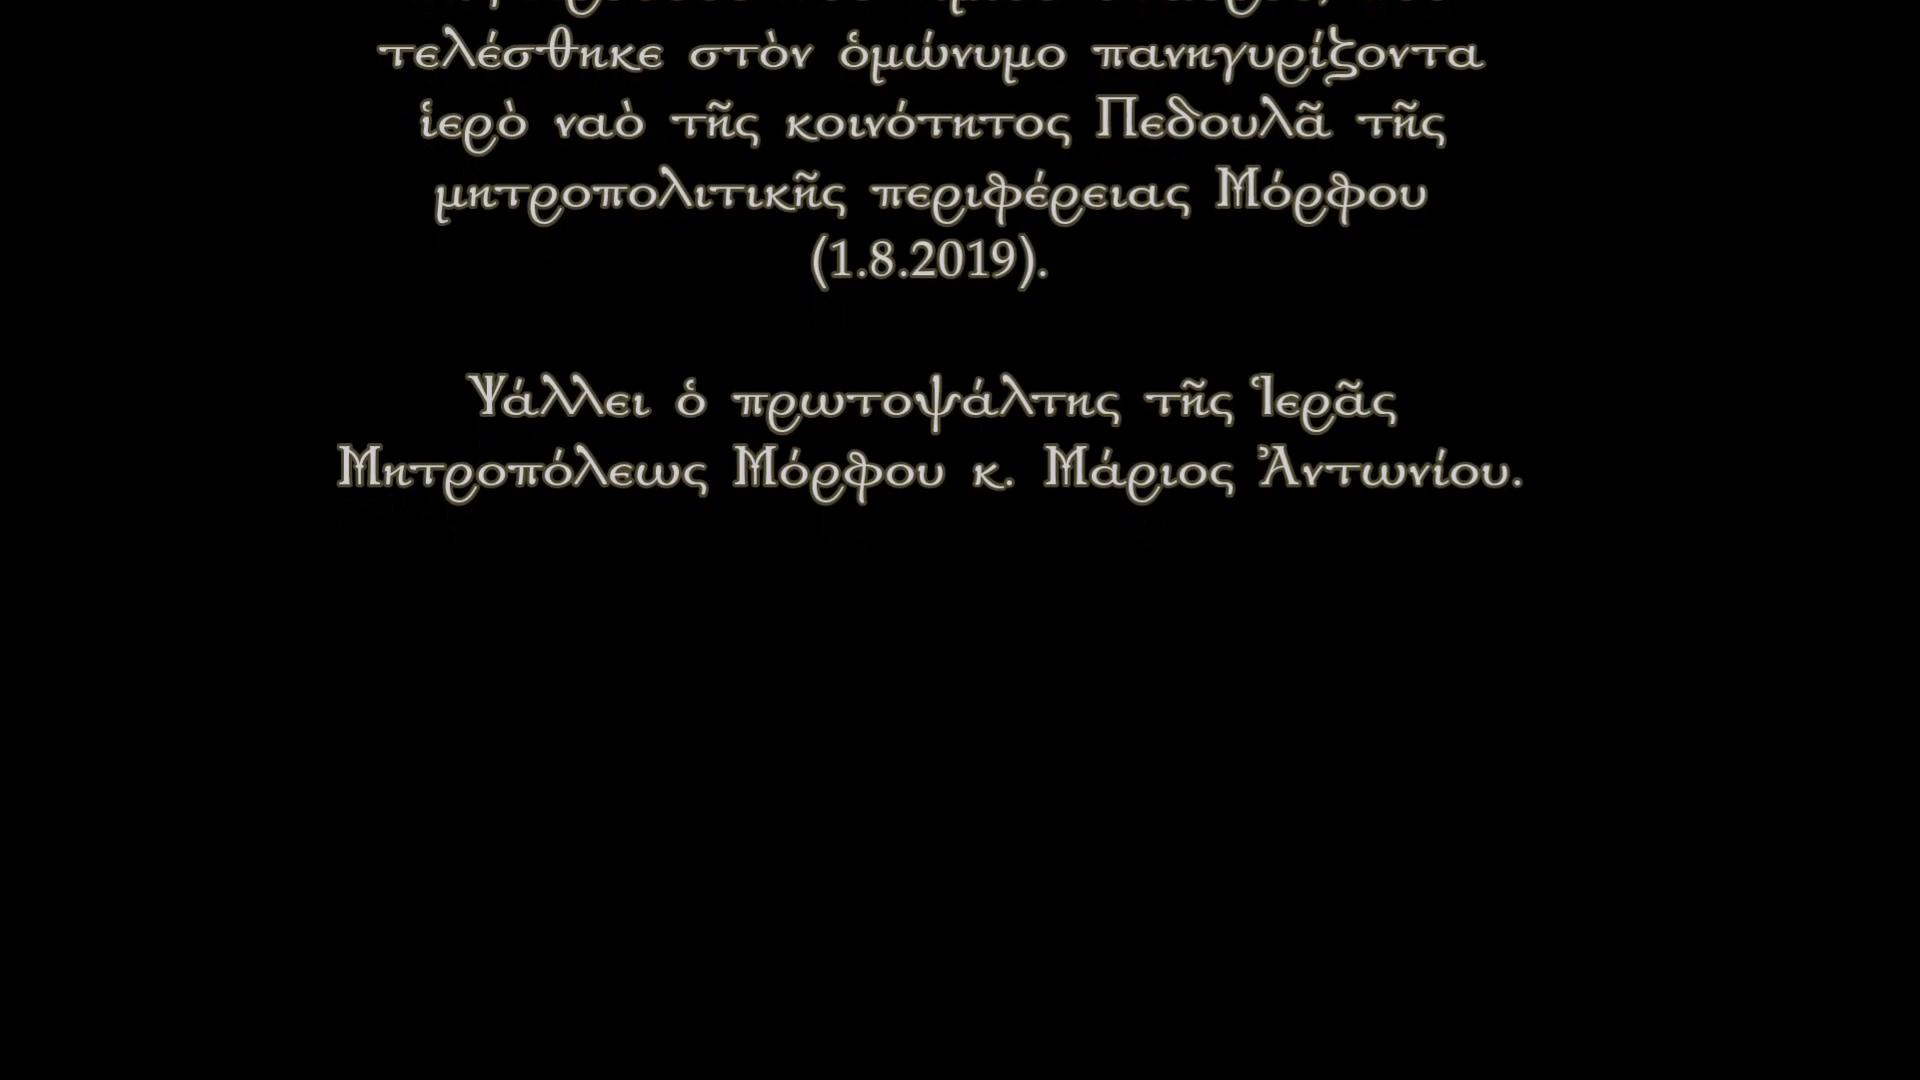 τελέσθηκε στὸν ὁμώνυμο πανηγυρίζοντα
ἱερὸ ναὸ τῆς κοινότητος Πεδουλᾶ τῆς
μητροπολιτικῆς περιφέρειας Μόρφου
(1.8.2019).
Ψάλλει ὁ πρωτοψάλτης τῆς Ἱερᾶς
Μητροπόλεως Μόρφου κ. Μάριος Ἀντωνίου.